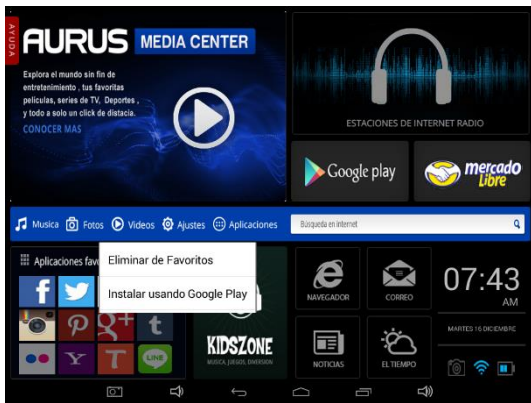 AYUDA
AURUS MEDIA CENTER
Explora el mundo sin fin de
entretenimiento , tus favoritas
peliculas, series de TV, Deportes ,
y todo a solo un click de distacia.
CONOCER MAS
ESTACIONES DE INTERNET RADIO
Google play
mercado
Libre
Musica Fotos Videos Ajustes Aplicaciones
Búsqueda en Internet
Aplicaciones favo
Eliminar de Favoritos
Instalar usando Google Play
f
g+ t
Y T LINE
KIDSZONE
MUSICA, JUEGOS, DIVERSION
NAVEGADOR
CORREO
NOTICIAS
EL TIEMPO
07:43
AM
MARTES 16 DICIEMBRE